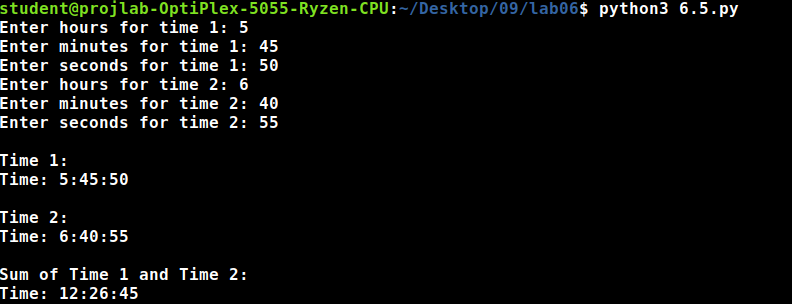 student@projlab-OptiPlex-5055-Ryzen-CPU:~/Desktop/09/lab06$ python3 6.5.py
Enter hours for time 1: 5
Enter minutes for time 1: 45
Enter seconds for time 1: 50
Enter hours for time 2: 6
Enter minutes for time 2: 40
Enter seconds for time 2: 55
Time 1:
Time: 5:45:50
Time 2:
Time: 6:40:55
Sum of Time 1 and Time 2:
Time: 12:26:45